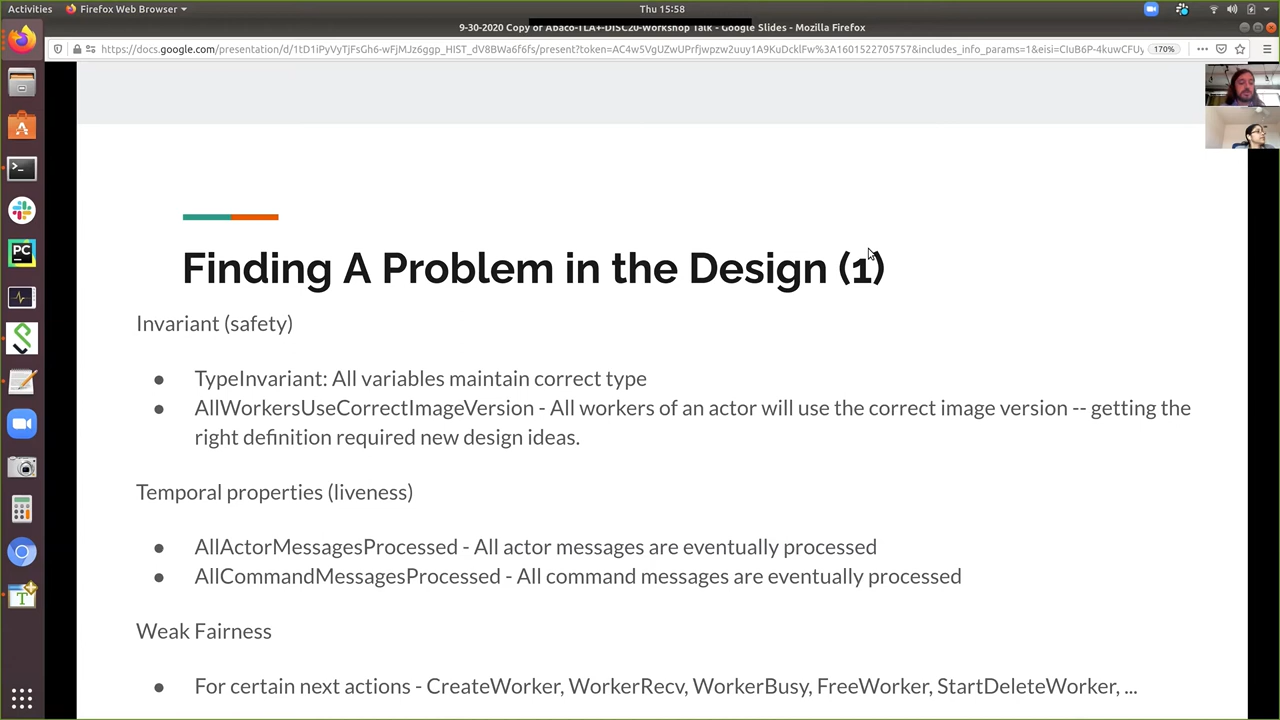 Activities
Firefox Web Browser
Thu 15:58
9-30-2020 Copy of Abaco-TLA+-DISC20-Workshop Talk - Google Slides - Mozilla Firefox
170%
Finding A Problem in the Design (1)
Invariant (safety)
● TypeInvariant: All variables maintain correct type
● AllWorkersUseCorrectImageVersion - All workers of an actor will use the correct image version -- getting the
right definition required new design ideas.
Temporal properties (liveness)
● AllActorMessagesProcessed - All actor messages are eventually processed
● AllCommandMessagesProcessed - All command messages are eventually processed
Weak Fairness
● For certain next actions - CreateWorker, WorkerRecv, WorkerBusy, FreeWorker, StartDeleteWorker, ...